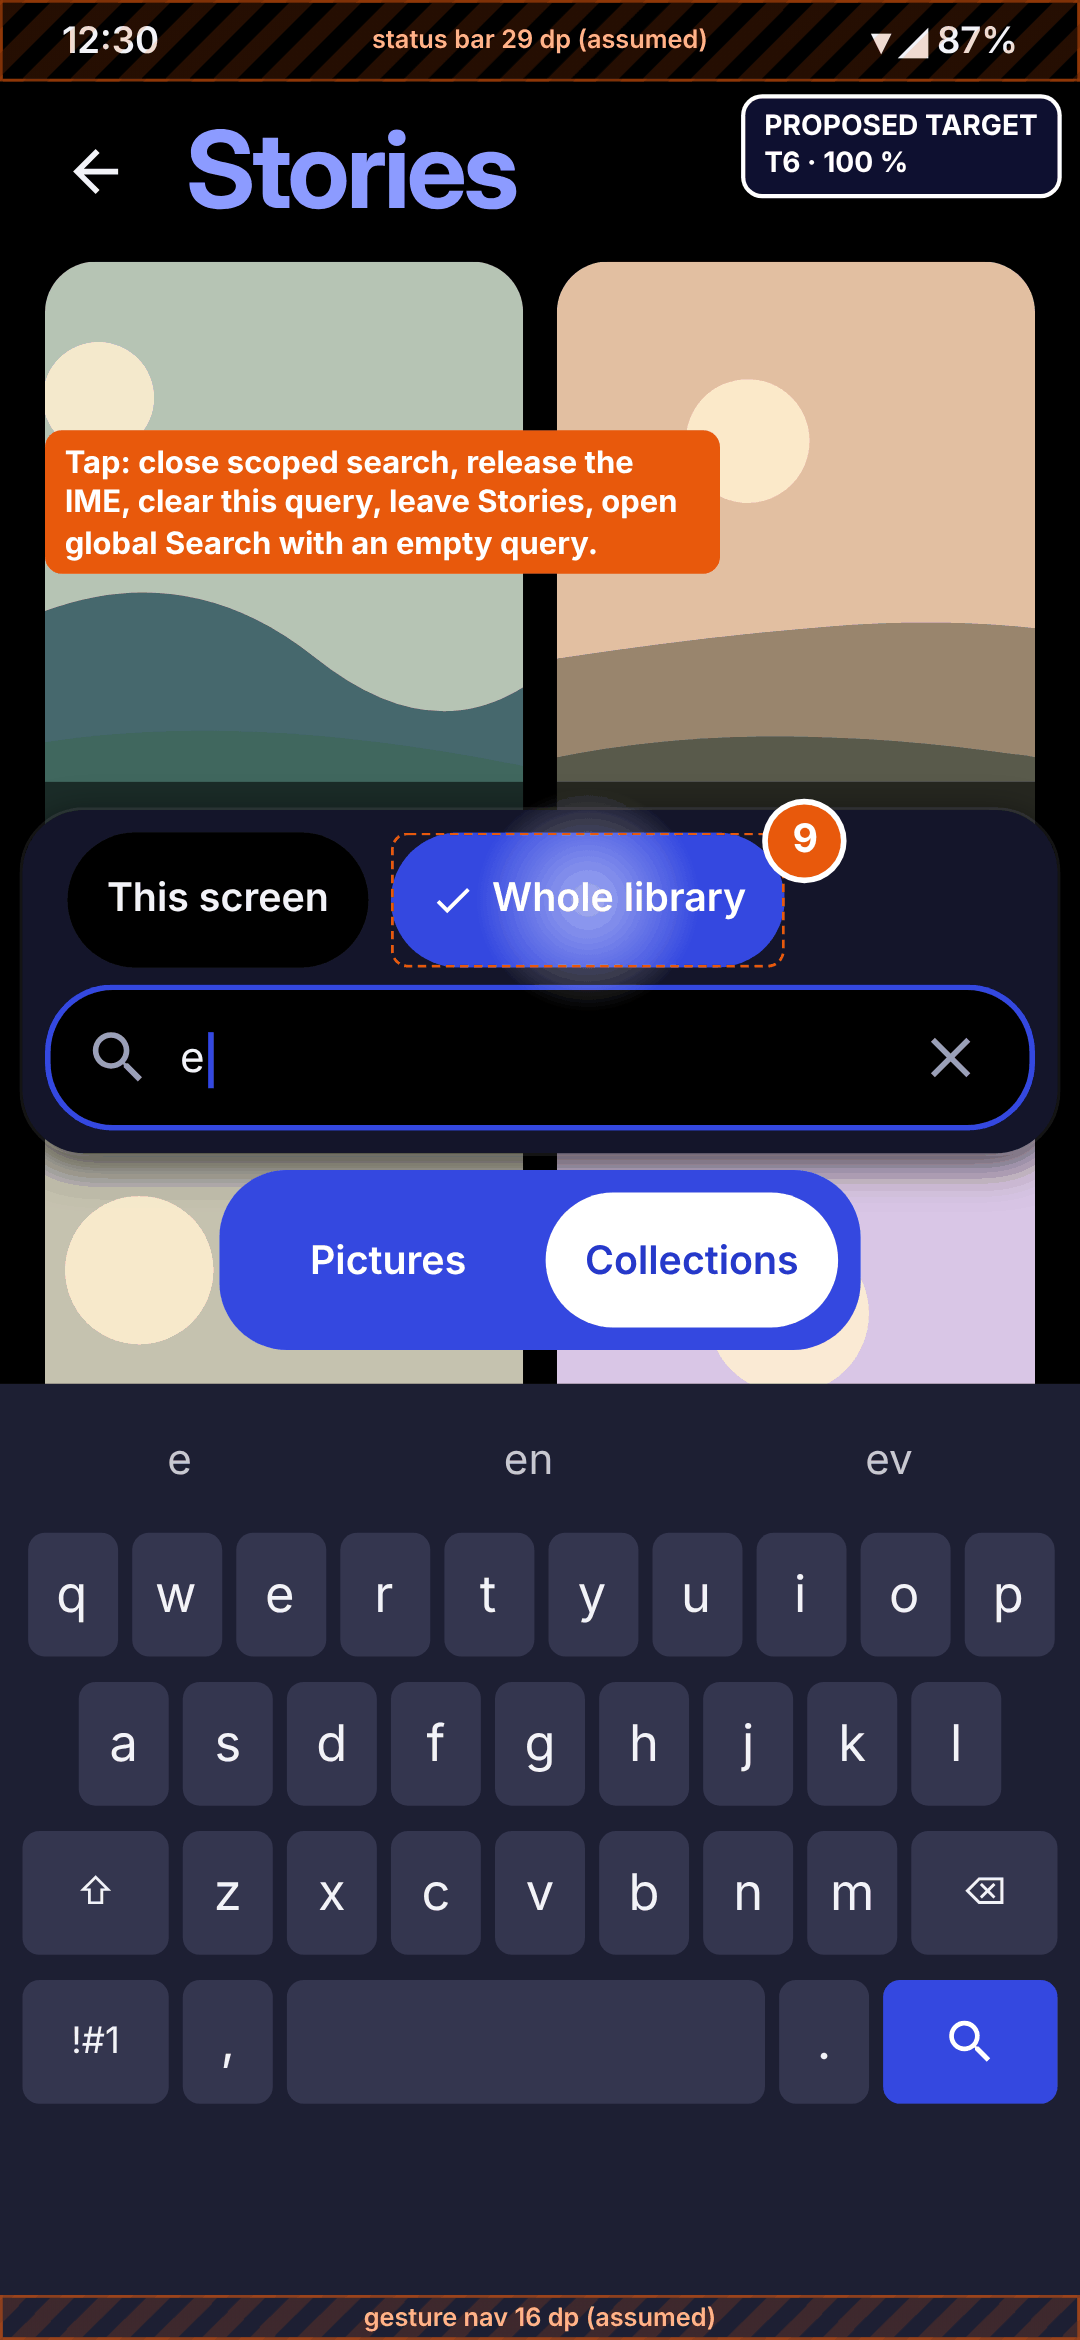 12:30
status bar 29 dp (assumed)
87%
Stories
PROPOSED TARGET
T6 · 100 %
Tap: close scoped search, release the
IME, clear this query, leave Stories, open
global Search with an empty query.
9
This screen
Whole library
e
Pictures
Collections
e en ev
q w e r t y u i o p
a s d f g h j k l
z x c v b n m
!#1 , .
gesture nav 16 dp (assumed)